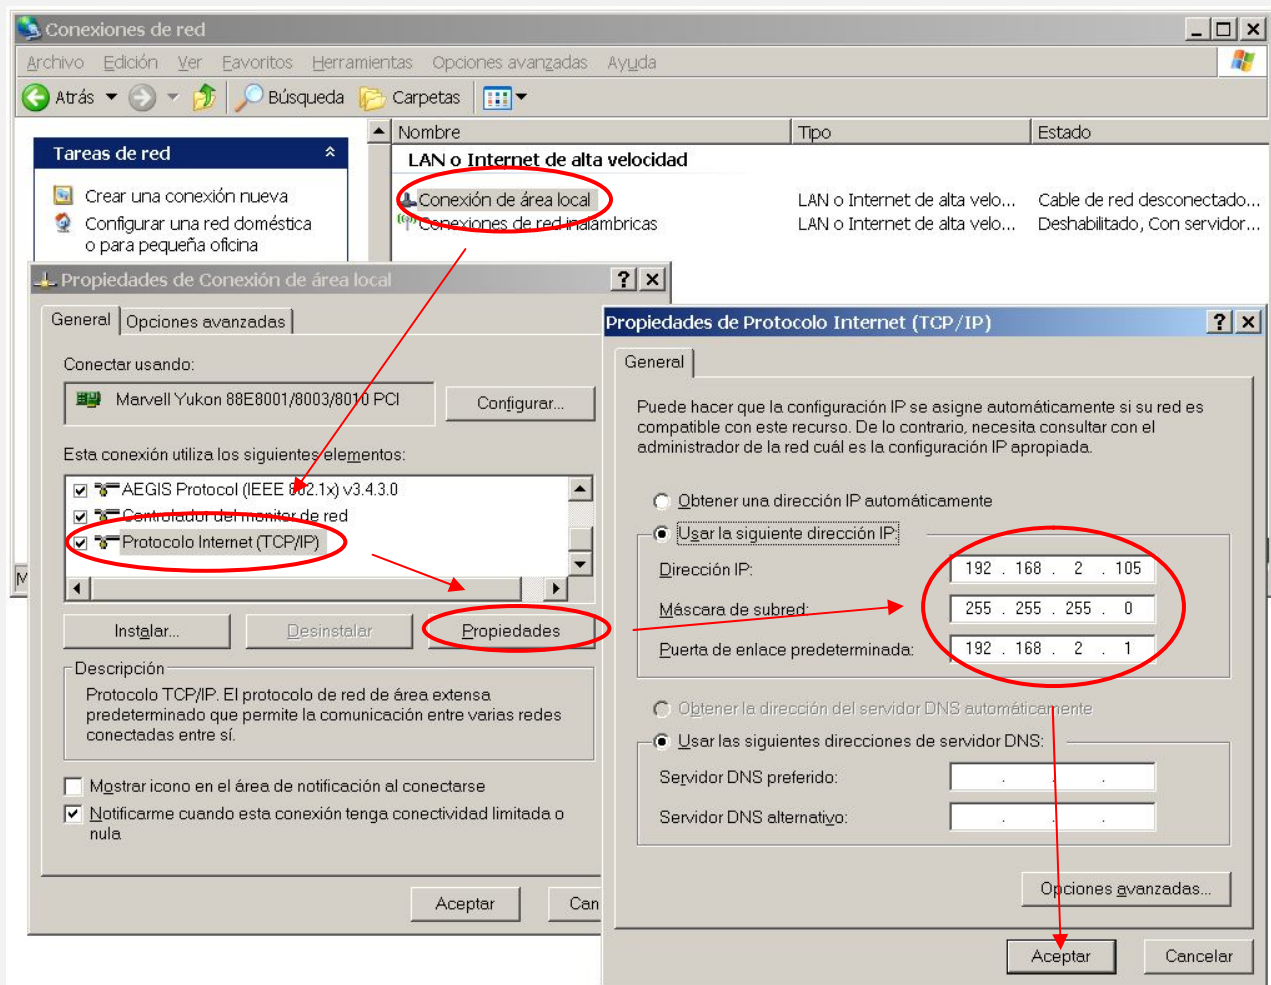 Conexiones de red
Archivo Edición Ver Favoritos Herramientas Opciones avanzadas Ayuda
Atrás Búsqueda Carpetas
Nombre Tipo Estado
Tareas de red
LAN o Internet de alta velocidad
Crear una conexión nueva
Configurar una red doméstica
o para pequeña oficina
Conexión de área local LAN o Internet de alta velo... Cable de red desconectado...
Conexiones de red inalámbricas LAN o Internet de alta velo... Deshabilitado, Con servidor...
Propiedades de Conexión de área local
General Opciones avanzadas
Conectar usando:
Marvell Yukon 88E8001/8003/8010 PCI
Configurar...
Esta conexión utiliza los siguientes elementos:
AEGIS Protocol (IEEE 802.1x) v3.4.3.0
Controlador del monitor de red
Protocolo Internet (TCP/IP)
M
Instalar... Desinstalar Propiedades
Descripción
Protocolo TCP/IP. El protocolo de red de área extensa
predeterminado que permite la comunicación entre varias redes
conectadas entre sí.
Mostrar icono en el área de notificación al conectarse
Notificarme cuando esta conexión tenga conectividad limitada o
nula
Aceptar Can
Propiedades de Protocolo Internet (TCP/IP)
General
Puede hacer que la configuración IP se asigne automáticamente si su red es
compatible con este recurso. De lo contrario, necesita consultar con el
administrador de la red cuál es la configuración IP apropiada.
Obtener una dirección IP automáticamente
Usar la siguiente dirección IP:
Dirección IP: 192 . 168 . 2 . 105
Máscara de subred: 255 . 255 . 255 . 0
Puerta de enlace predeterminada: 192 . 168 . 2 . 1
Obtener la dirección del servidor DNS automáticamente
Usar las siguientes direcciones de servidor DNS:
Servidor DNS preferido: . . .
Servidor DNS alternativo: . . .
Opciones avanzadas...
Aceptar Cancelar